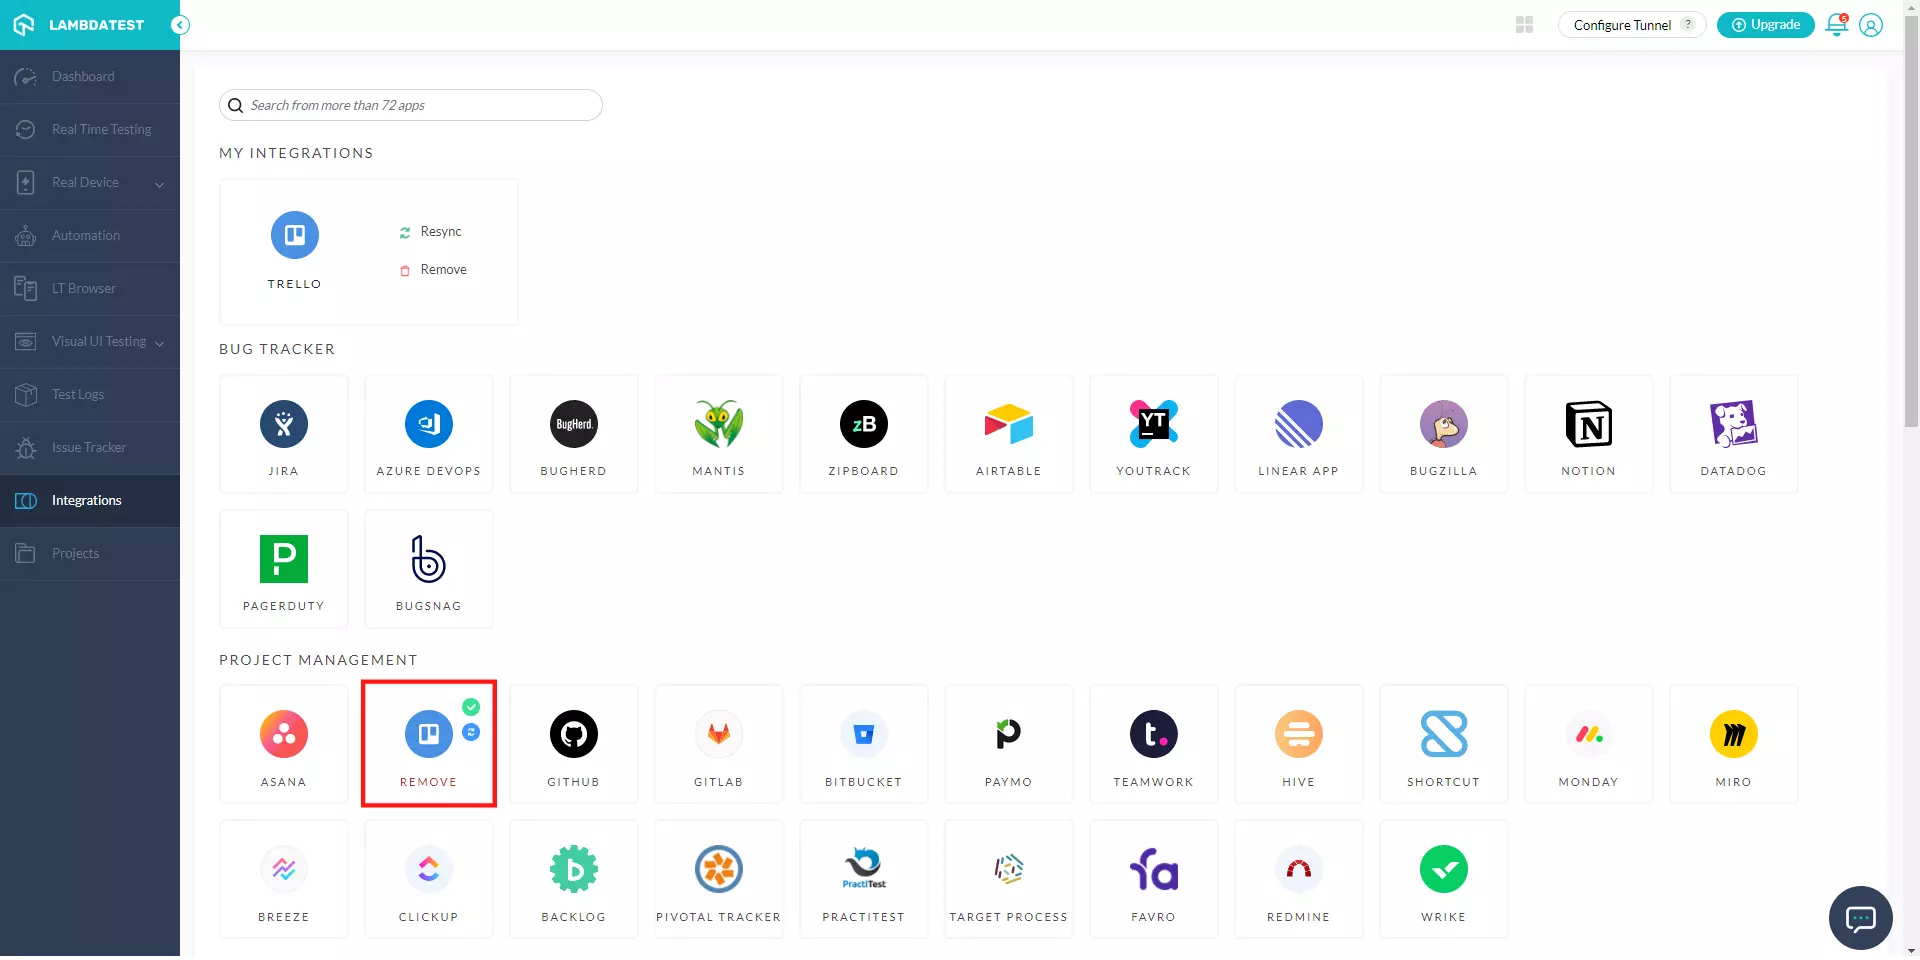 LAMBDATEST
Configure Tunnel ?
Upgrade
5
Dashboard
Real Time Testing
Real Device
Automation
LT Browser
Visual UI Testing
Test Logs
Issue Tracker
Integrations
Projects
Search from more than 72 apps
MY INTEGRATIONS
TRELLO
Resync
Remove
BUG TRACKER
JIRA
AZURE DEVOPS
BugHerd.
BUGHERD
MANTIS
zB
ZIPBOARD
AIRTABLE
YT
YOUTRACK
LINEAR APP
BUGZILLA
N
NOTION
DATADOG
P
PAGERDUTY
b
BUGSNAG
PROJECT MANAGEMENT
ASANA
REMOVE
GITHUB
GITLAB
BITBUCKET
PAYMO
t.
TEAMWORK
HIVE
SHORTCUT
MONDAY
MIRO
BREEZE
CLICKUP
b
BACKLOG
PIVOTAL TRACKER
PractiTest
PRACTITEST
TARGET PROCESS
fa
FAVRO
REDMINE
WRIKE